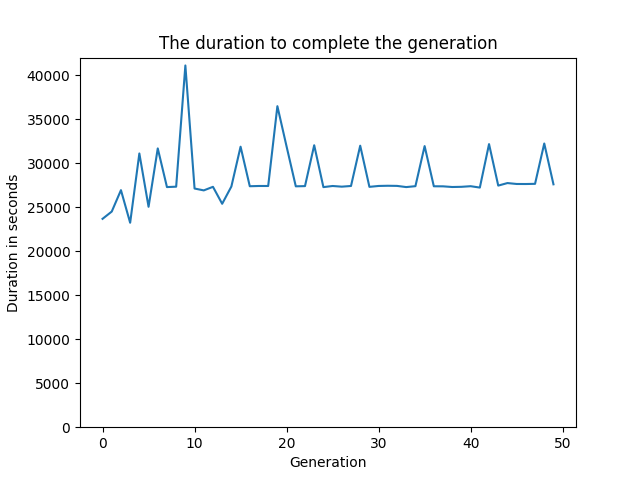 The duration to complete the generation
40000
35000
30000
25000
20000
15000
10000
5000
0
Duration in seconds
0 10 20 30 40 50
Generation